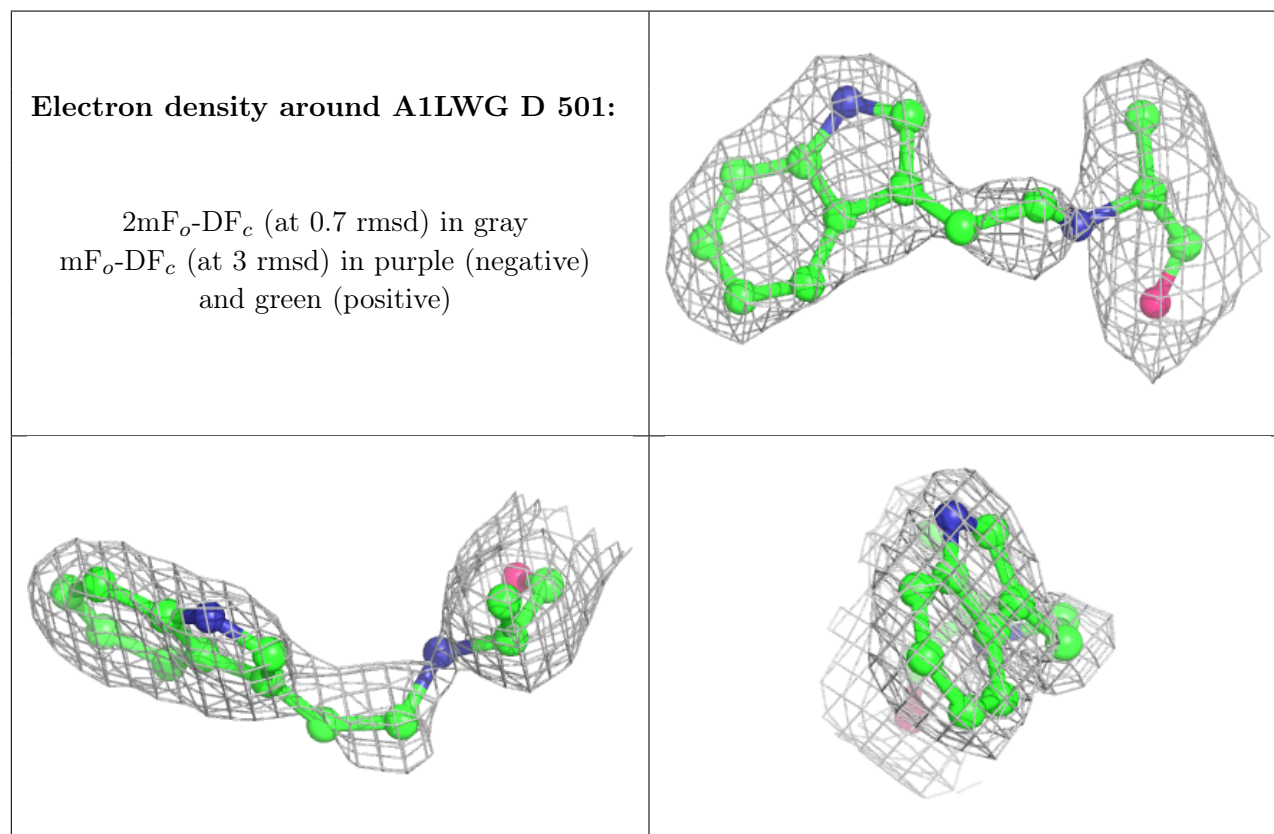 Electron density around A1LWG D 501:
2mFo-DFc (at 0.7 rmsd) in gray
mFo-DFc (at 3 rmsd) in purple (negative)
and green (positive)